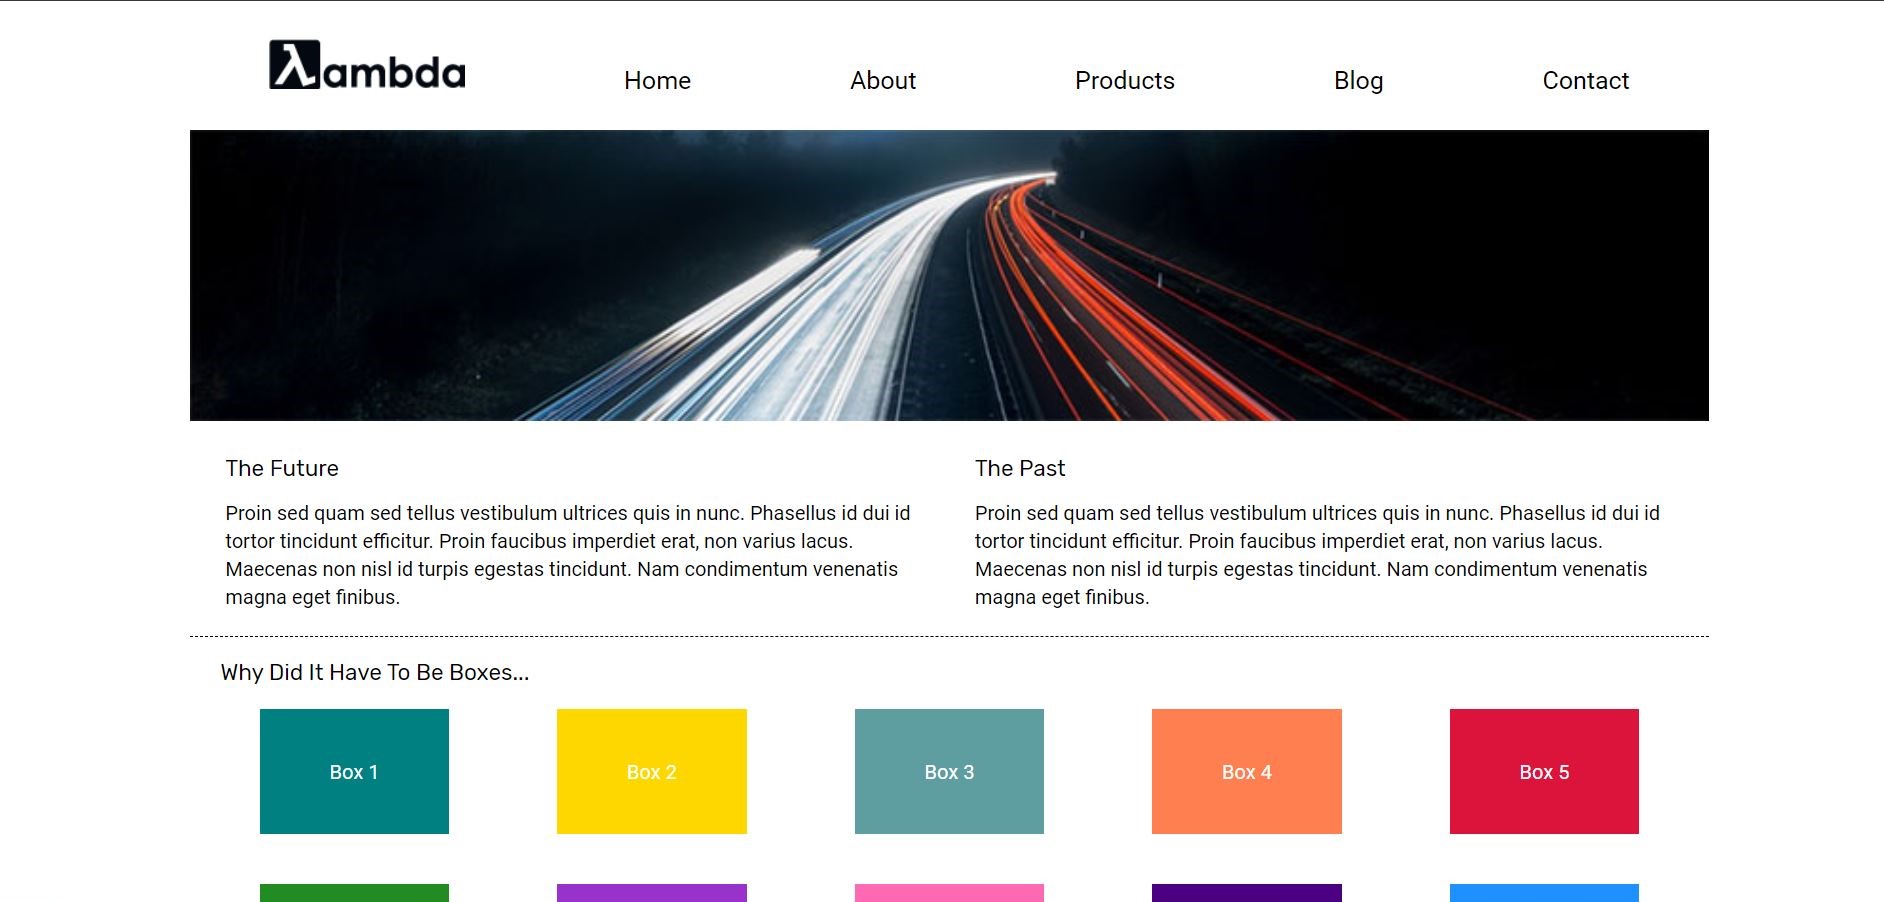 λambda
Home
About
Products
Blog
Contact
The Future
Proin sed quam sed tellus vestibulum ultrices quis in nunc. Phasellus id dui id
tortor tincidunt efficitur. Proin faucibus imperdiet erat, non varius lacus.
Maecenas non nisl id turpis egestas tincidunt. Nam condimentum venenatis
magna eget finibus.
The Past
Proin sed quam sed tellus vestibulum ultrices quis in nunc. Phasellus id dui id
tortor tincidunt efficitur. Proin faucibus imperdiet erat, non varius lacus.
Maecenas non nisl id turpis egestas tincidunt. Nam condimentum venenatis
magna eget finibus.
Why Did It Have To Be Boxes...
Box 1
Box 2
Box 3
Box 4
Box 5